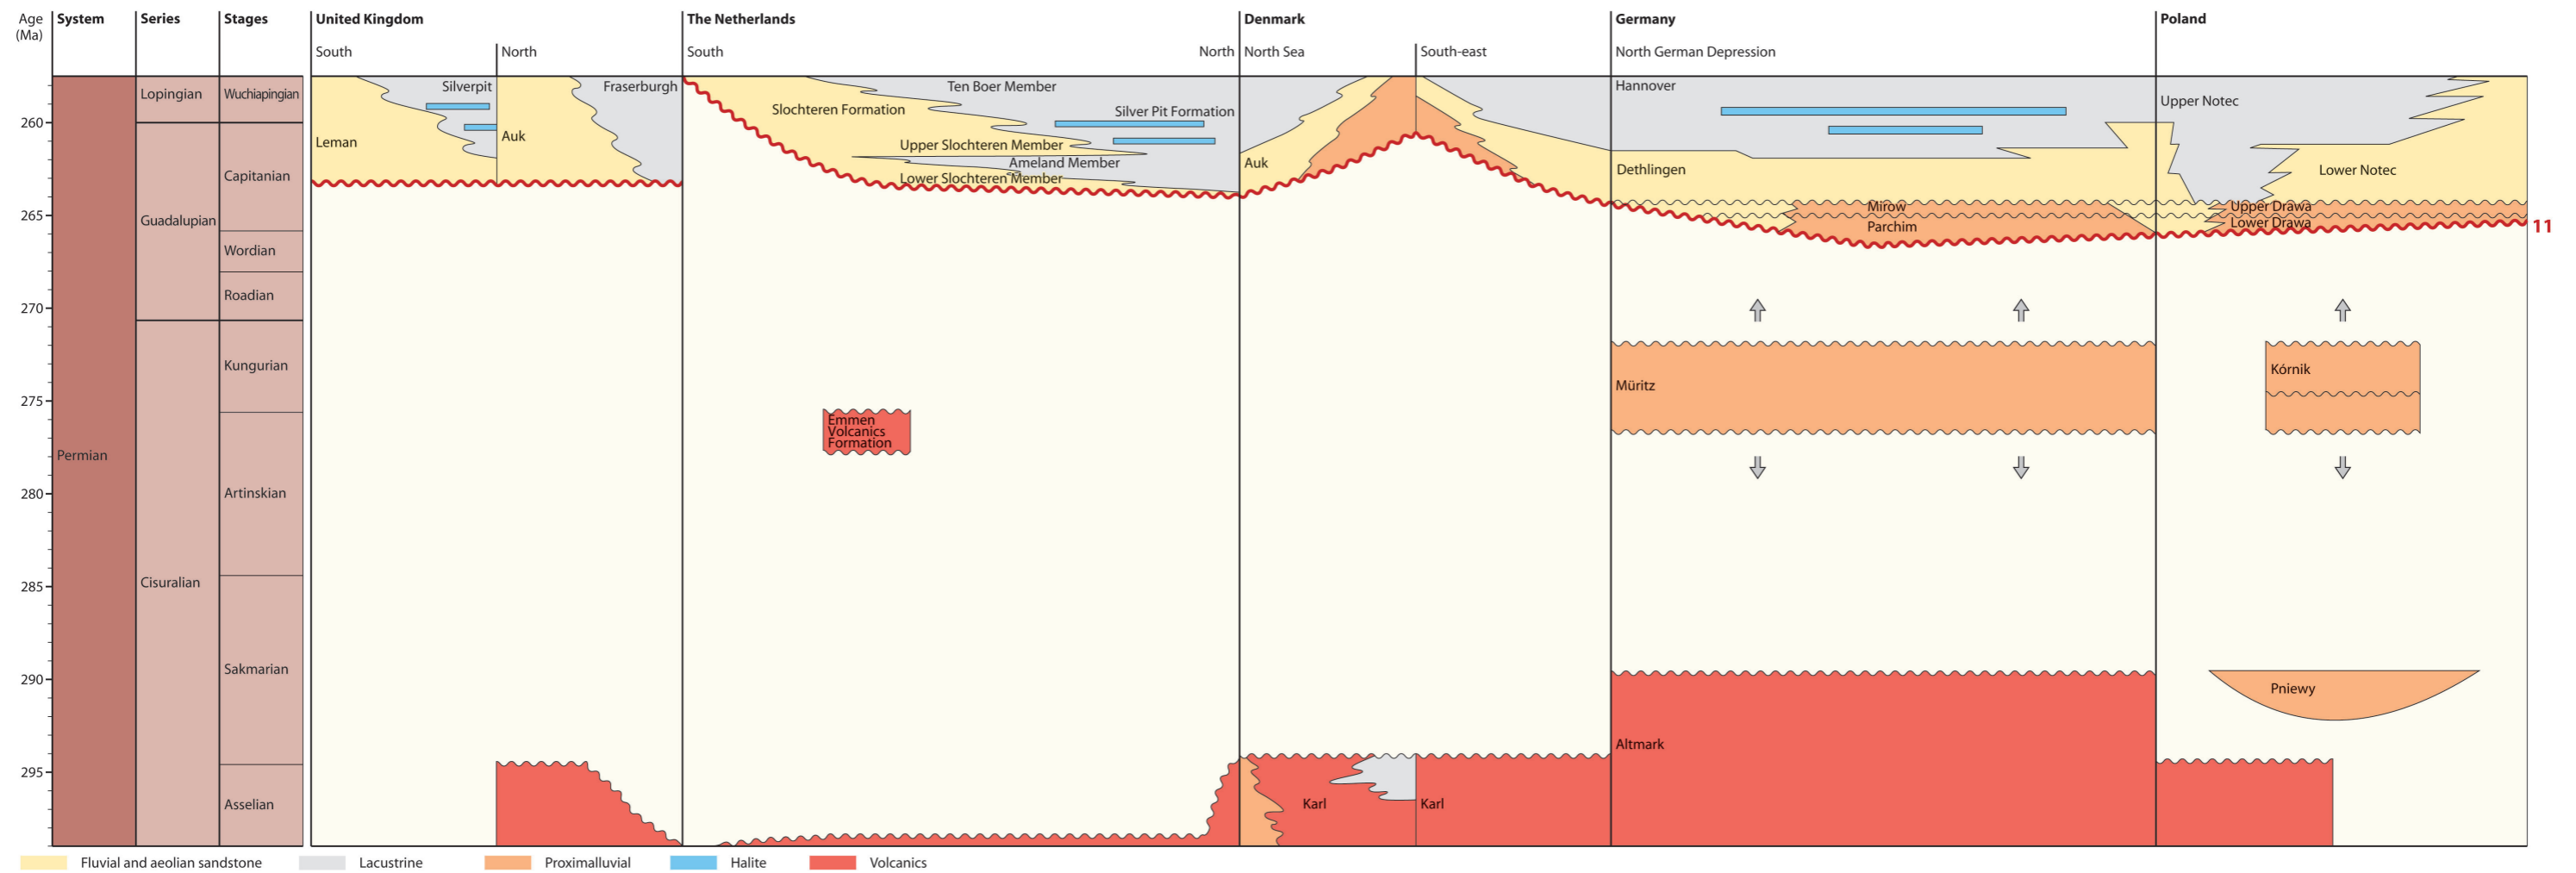 Age
(Ma)
System
Series
Stages
United Kingdom
The Netherlands
Denmark
Germany
Poland
South
North
South
North
North Sea
South-east
North German Depression
Lopingian
Wuchiapingian
Silverpit
Fraserburgh
Ten Boer Member
Hannover
Upper Notec
Slochteren Formation
Silver Pit Formation
260
Leman
Auk
Upper Slochteren Member
Ameland Member
Auk
Capitanian
Lower Slochteren Member
Dethlingen
Lower Notec
265
Guadalupian
Mirow
Upper Drawa
Parchim
Lower Drawa
11
Wordian
Roadian
270
Kungurian
Müritz
Kórnik
275
Emmen
Volcanics
Formation
Permian
280
Artinskian
285
Cisuralian
Sakmarian
290
Pniewy
Altmark
295
Asselian
Karl
Karl
Fluvial and aeolian sandstone
Lacustrine
Proximalluvial
Halite
Volcanics